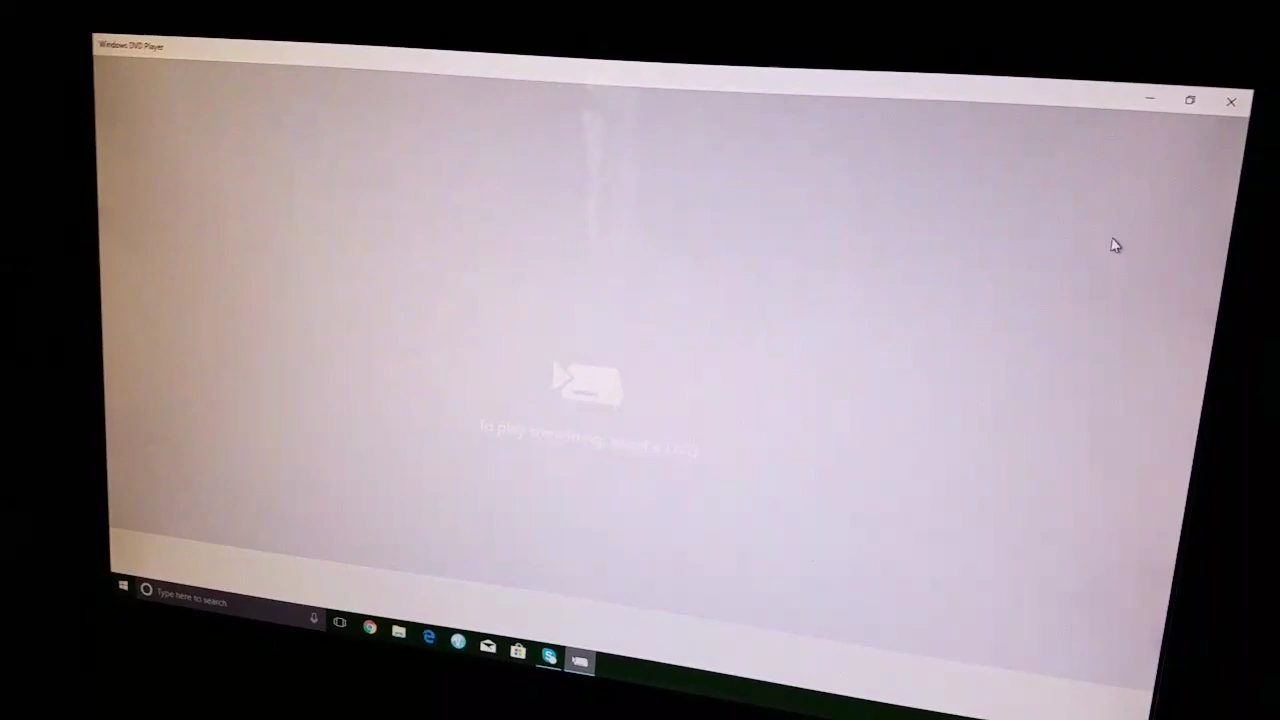 Windows DVD Player
To play something, insert a DVD
Type here to search